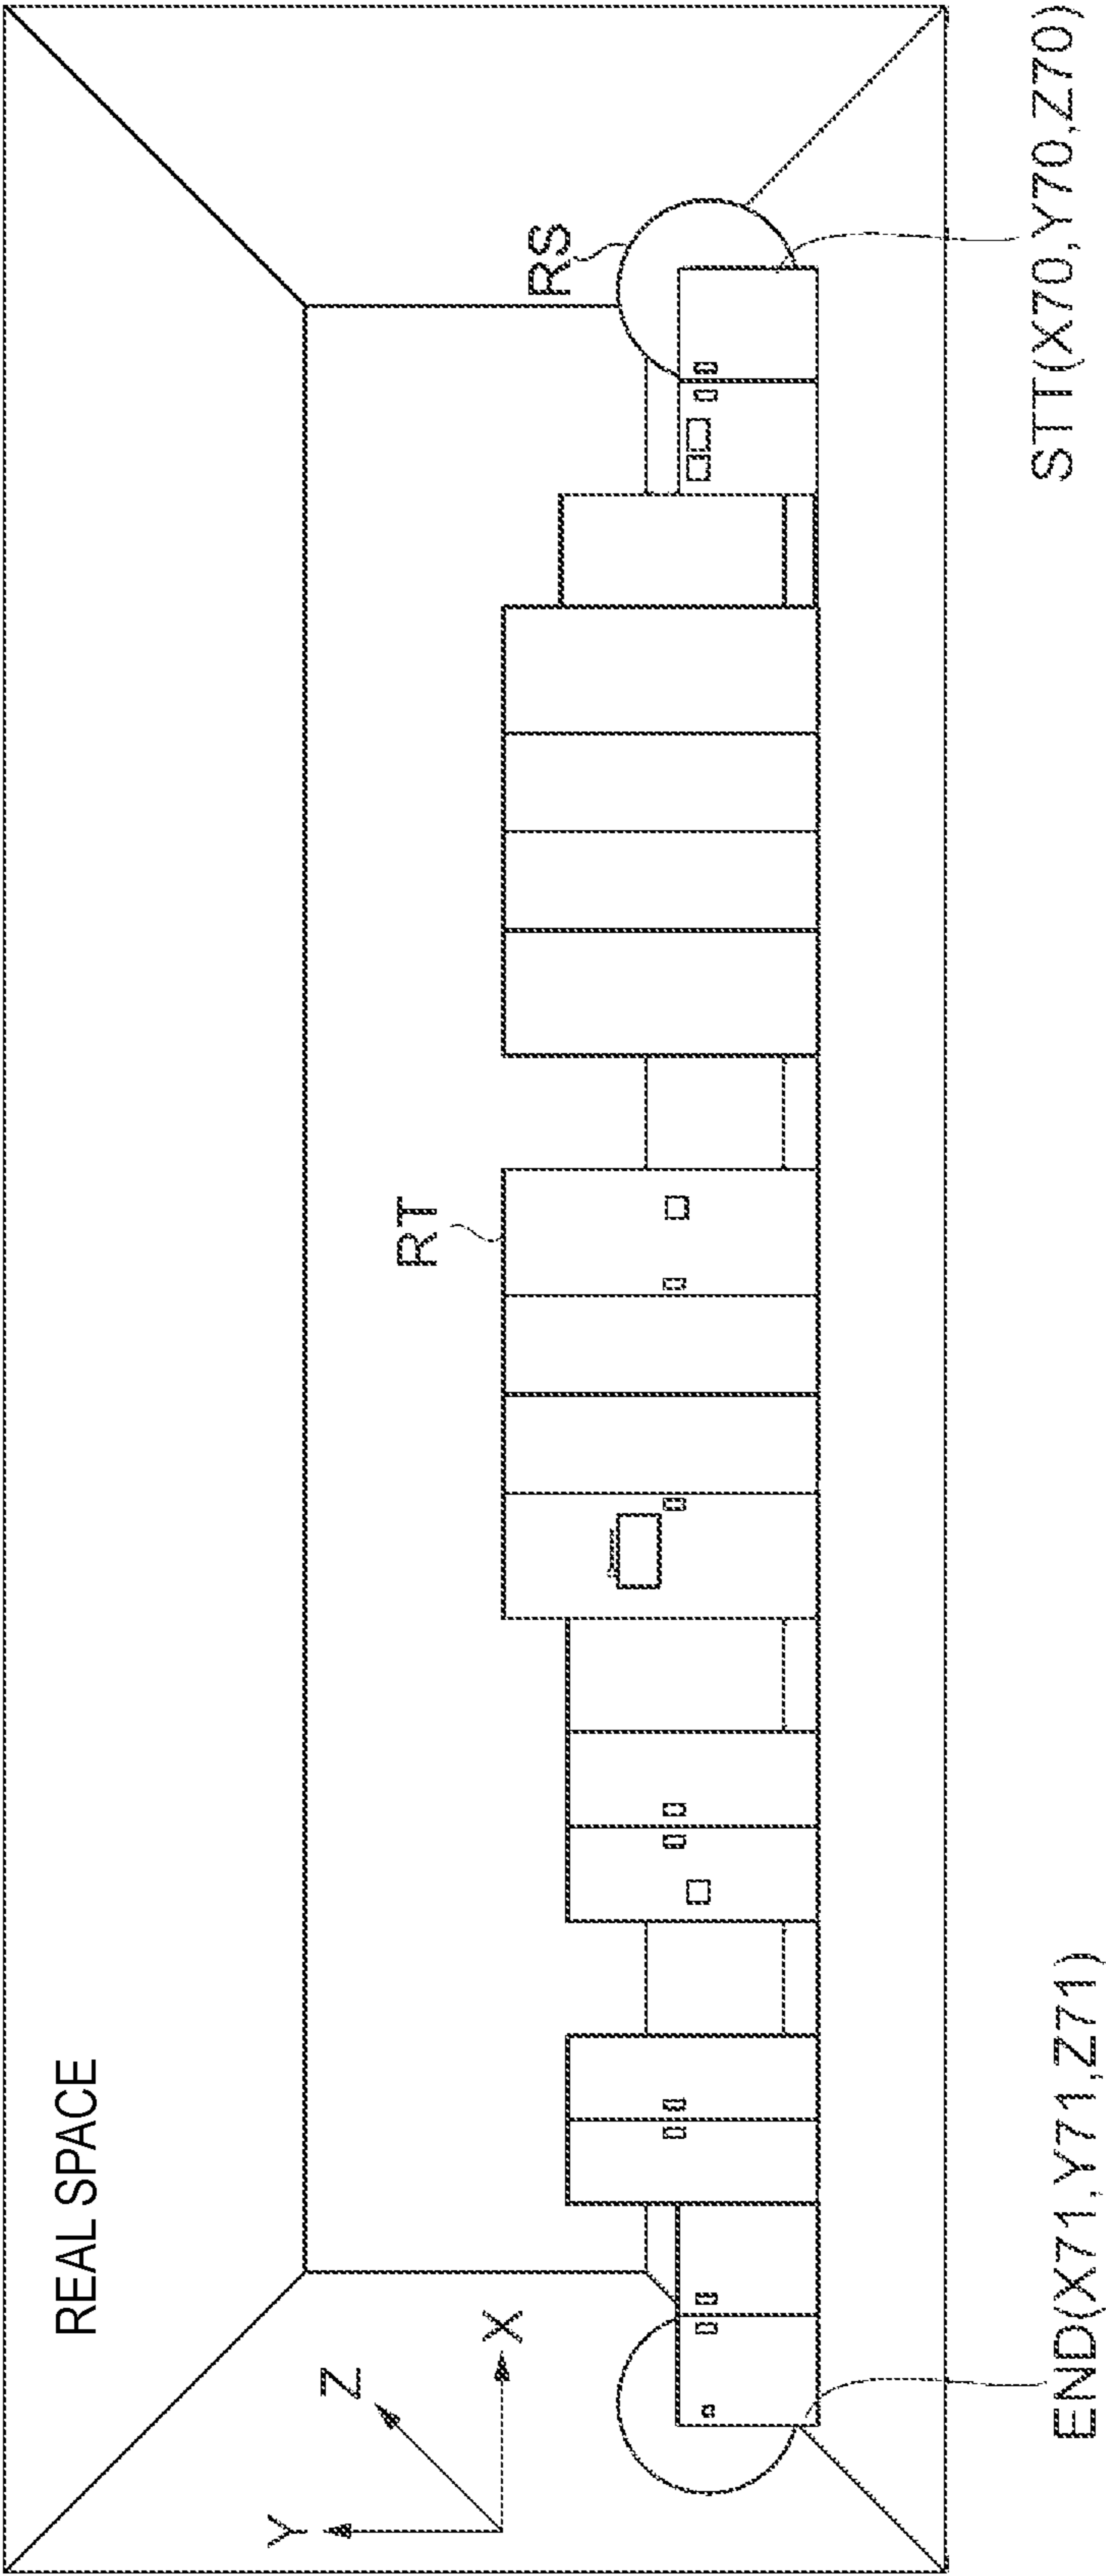 REAL SPACE
Y
Z
X
RT
RS
END(X71,Y71,Z71)
STT(X70,Y70,Z70)